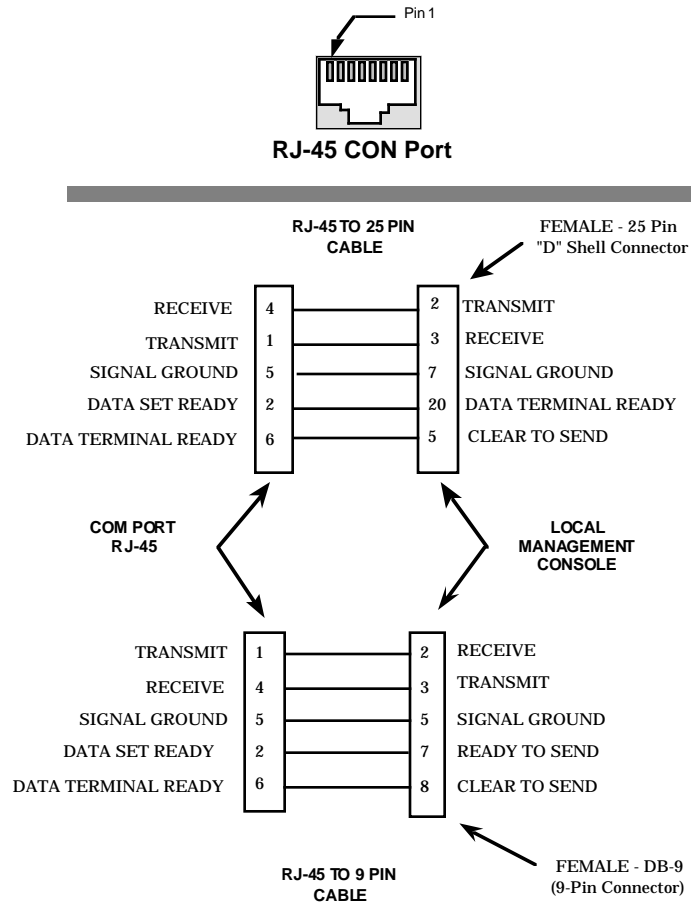 Pin 1
RJ-45 CON Port
RJ-45 TO 25 PIN
CABLE
FEMALE - 25 Pin
"D" Shell Connector
RECEIVE 4 2 TRANSMIT
TRANSMIT 1 3 RECEIVE
SIGNAL GROUND 5 7 SIGNAL GROUND
DATA SET READY 2 20 DATA TERMINAL READY
DATA TERMINAL READY 6 5 CLEAR TO SEND
COM PORT
RJ-45
LOCAL
MANAGEMENT
CONSOLE
TRANSMIT 1 2 RECEIVE
RECEIVE 4 3 TRANSMIT
SIGNAL GROUND 5 5 SIGNAL GROUND
DATA SET READY 2 7 READY TO SEND
DATA TERMINAL READY 6 8 CLEAR TO SEND
RJ-45 TO 9 PIN
CABLE
FEMALE - DB-9
(9-Pin Connector)